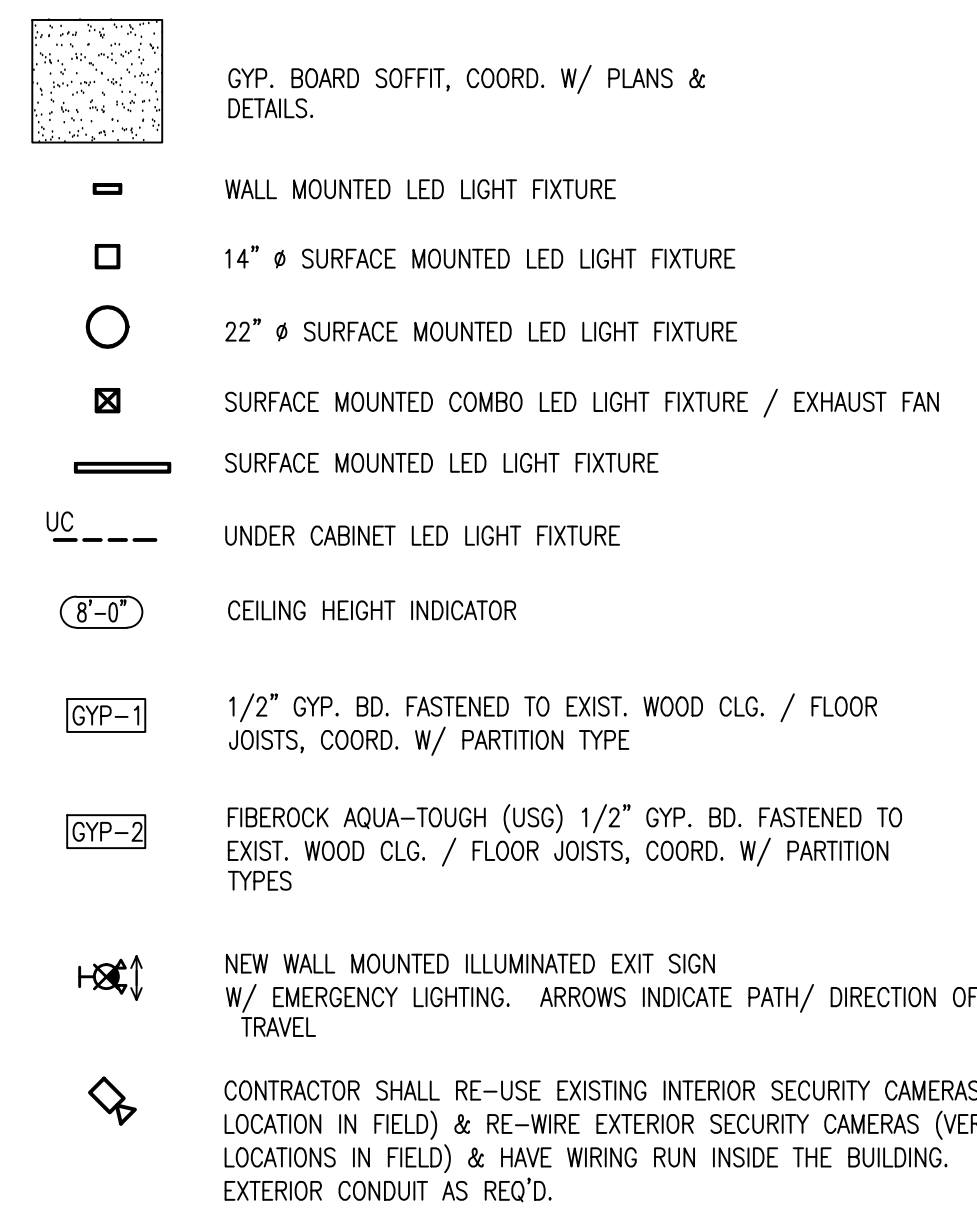 GYP. BOARD SOFFIT, COORD. W/ PLANS &
DETAILS.
WALL MOUNTED LED LIGHT FIXTURE
14" ø SURFACE MOUNTED LED LIGHT FIXTURE
22" ø SURFACE MOUNTED LED LIGHT FIXTURE
SURFACE MOUNTED COMBO LED LIGHT FIXTURE / EXHAUST FAN
SURFACE MOUNTED LED LIGHT FIXTURE
UC
UNDER CABINET LED LIGHT FIXTURE
8'-0"
CEILING HEIGHT INDICATOR
GYP-1
1/2" GYP. BD. FASTENED TO EXIST. WOOD CLG. / FLOOR
JOISTS, COORD. W/ PARTITION TYPE
GYP-2
FIBEROCK AQUA-TOUGH (USG) 1/2" GYP. BD. FASTENED TO
EXIST. WOOD CLG. / FLOOR JOISTS, COORD. W/ PARTITION
TYPES
NEW WALL MOUNTED ILLUMINATED EXIT SIGN
W/ EMERGENCY LIGHTING. ARROWS INDICATE PATH/ DIRECTION OF
TRAVEL
CONTRACTOR SHALL RE-USE EXISTING INTERIOR SECURITY CAMERAS
LOCATION IN FIELD) & RE-WIRE EXTERIOR SECURITY CAMERAS
LOCATIONS IN FIELD) & HAVE WIRING RUN INSIDE THE BUILDING.
EXTERIOR CONDUIT AS REQ'D.